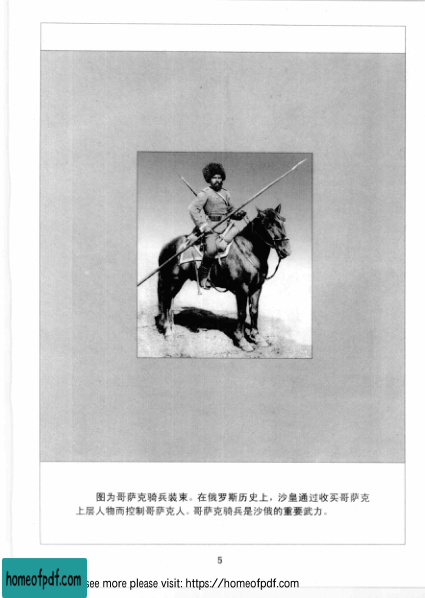 图为哥萨克骑兵装束。在俄罗斯历史上，沙皇通过收买哥萨克
上层人物而控制哥萨克人。哥萨克骑兵是沙俄的重要武力。
5
homeofpdf.com
see more please visit: https://homeofpdf.com